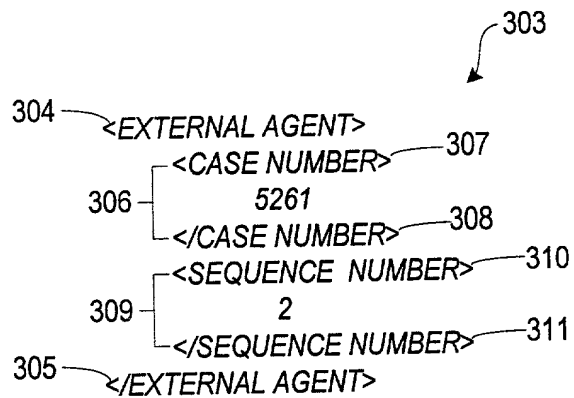 303
304 <EXTERNAL AGENT>
<CASE NUMBER> 307
306 5261
</CASE NUMBER> 308
<SEQUENCE NUMBER> 310
309 2
</SEQUENCE NUMBER> 311
305 </EXTERNAL AGENT>